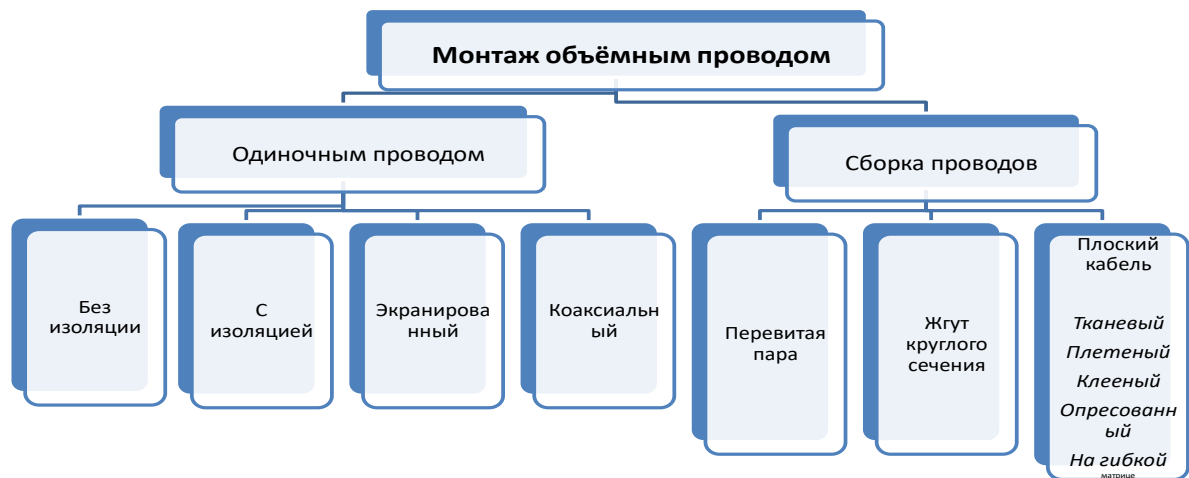 Монтаж объёмным проводом
Одиночным проводом
Сборка проводов
Без
изоляции
С
изоляцией
Экранирова
нный
Коаксиальн
ый
Перевитая
пара
Жгут
круглого
сечения
Плоский
кабель
Тканевый
Плетеный
Клееный
Опресованн
ый
На гибкой
матрице